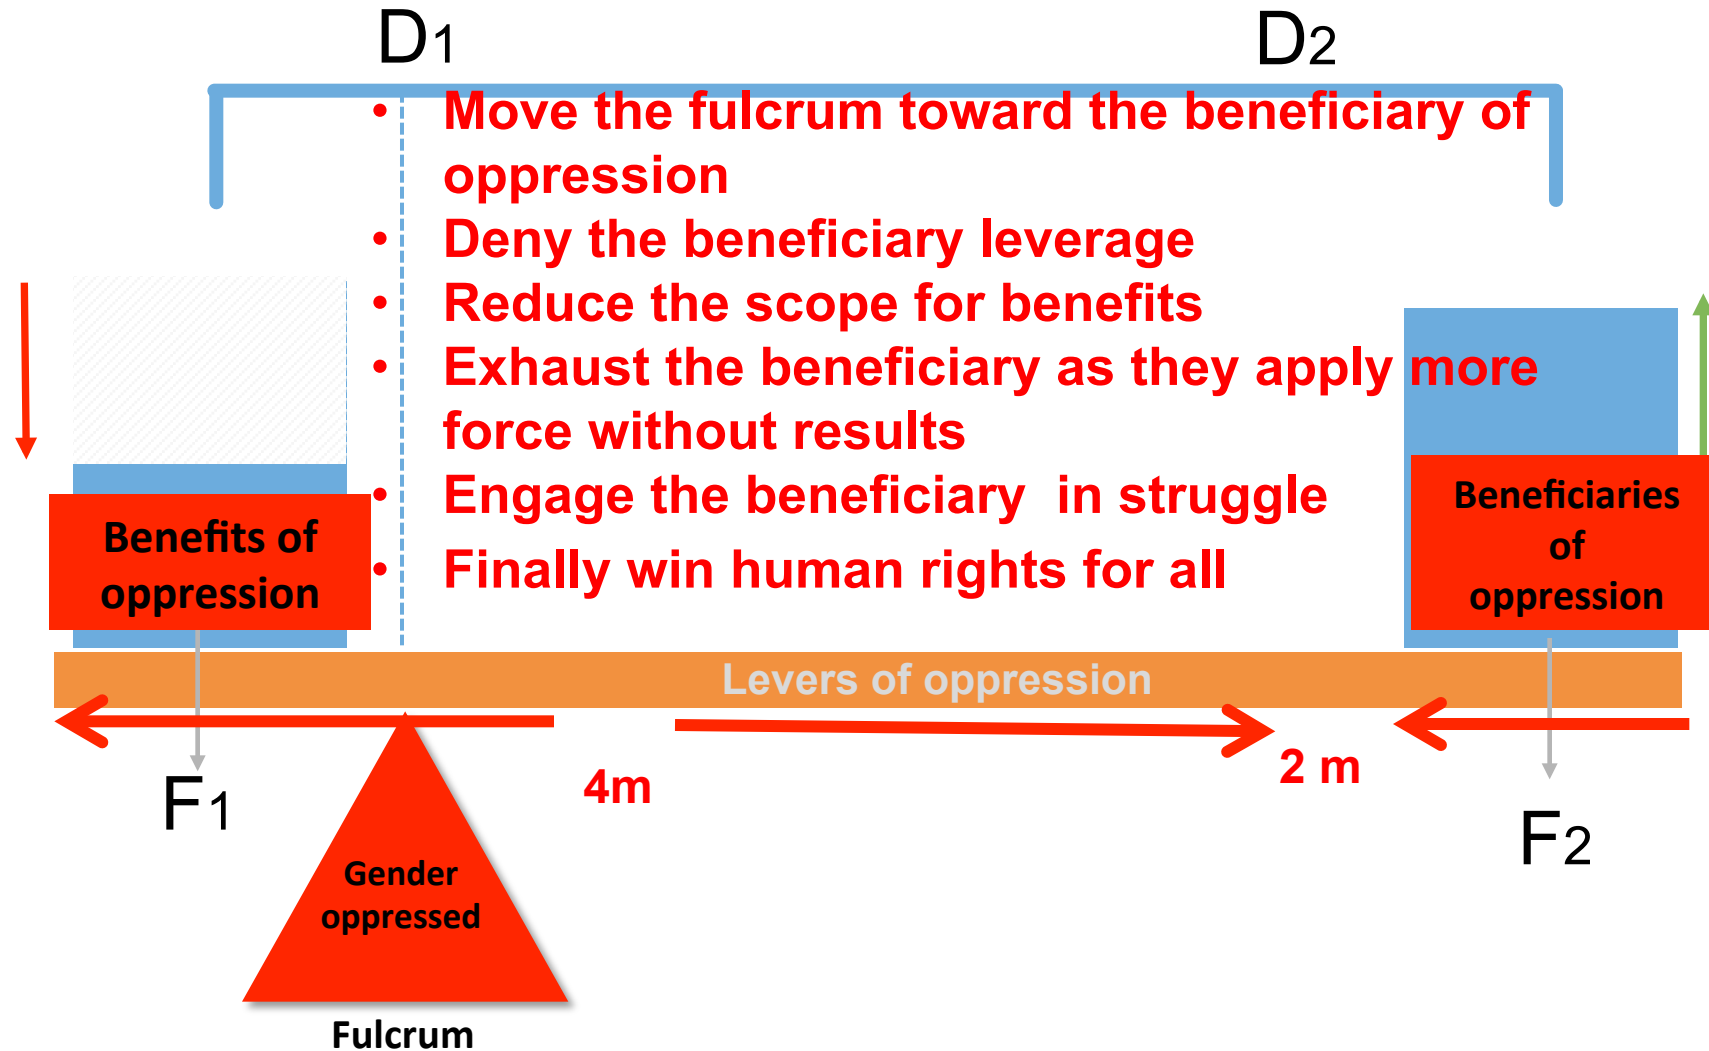 D1
D2
• Move the fulcrum toward the beneficiary of
oppression
• Deny the beneficiary leverage
• Reduce the scope for benefits
• Exhaust the beneficiary as they apply more
force without results
• Engage the beneficiary in struggle
• Finally win human rights for all
Benefits of
oppression
Beneficiaries
of
oppression
Levers of oppression
4m
2 m
F1
F2
Gender
oppressed
Fulcrum